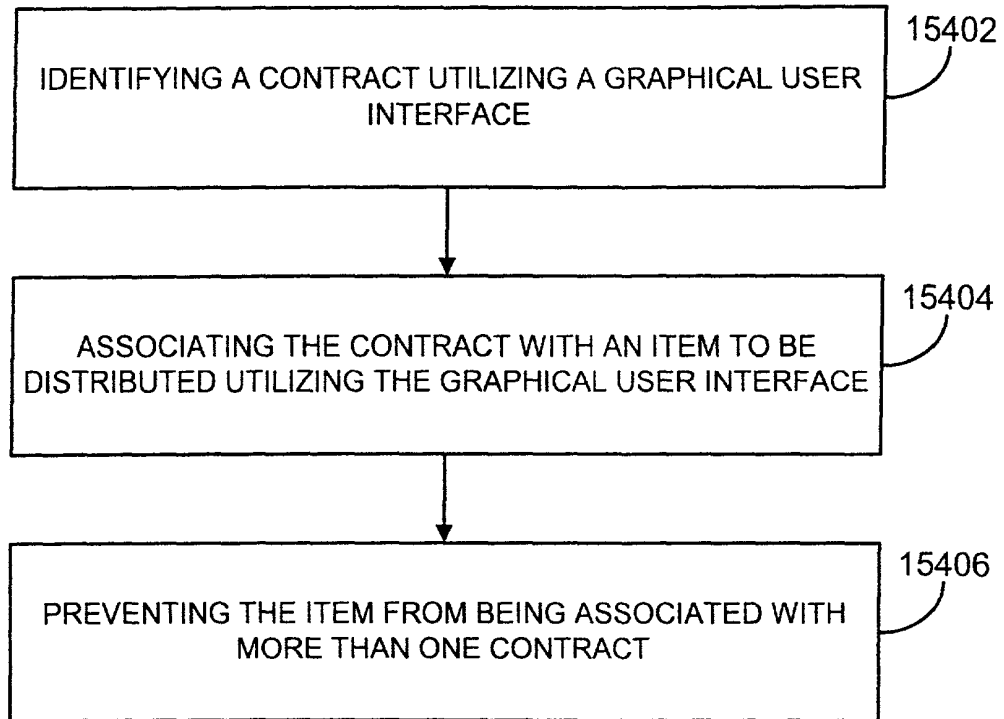 15402
IDENTIFYING A CONTRACT UTILIZING A GRAPHICAL USER
INTERFACE
15404
ASSOCIATING THE CONTRACT WITH AN ITEM TO BE
DISTRIBUTED UTILIZING THE GRAPHICAL USER INTERFACE
15406
PREVENTING THE ITEM FROM BEING ASSOCIATED WITH
MORE THAN ONE CONTRACT